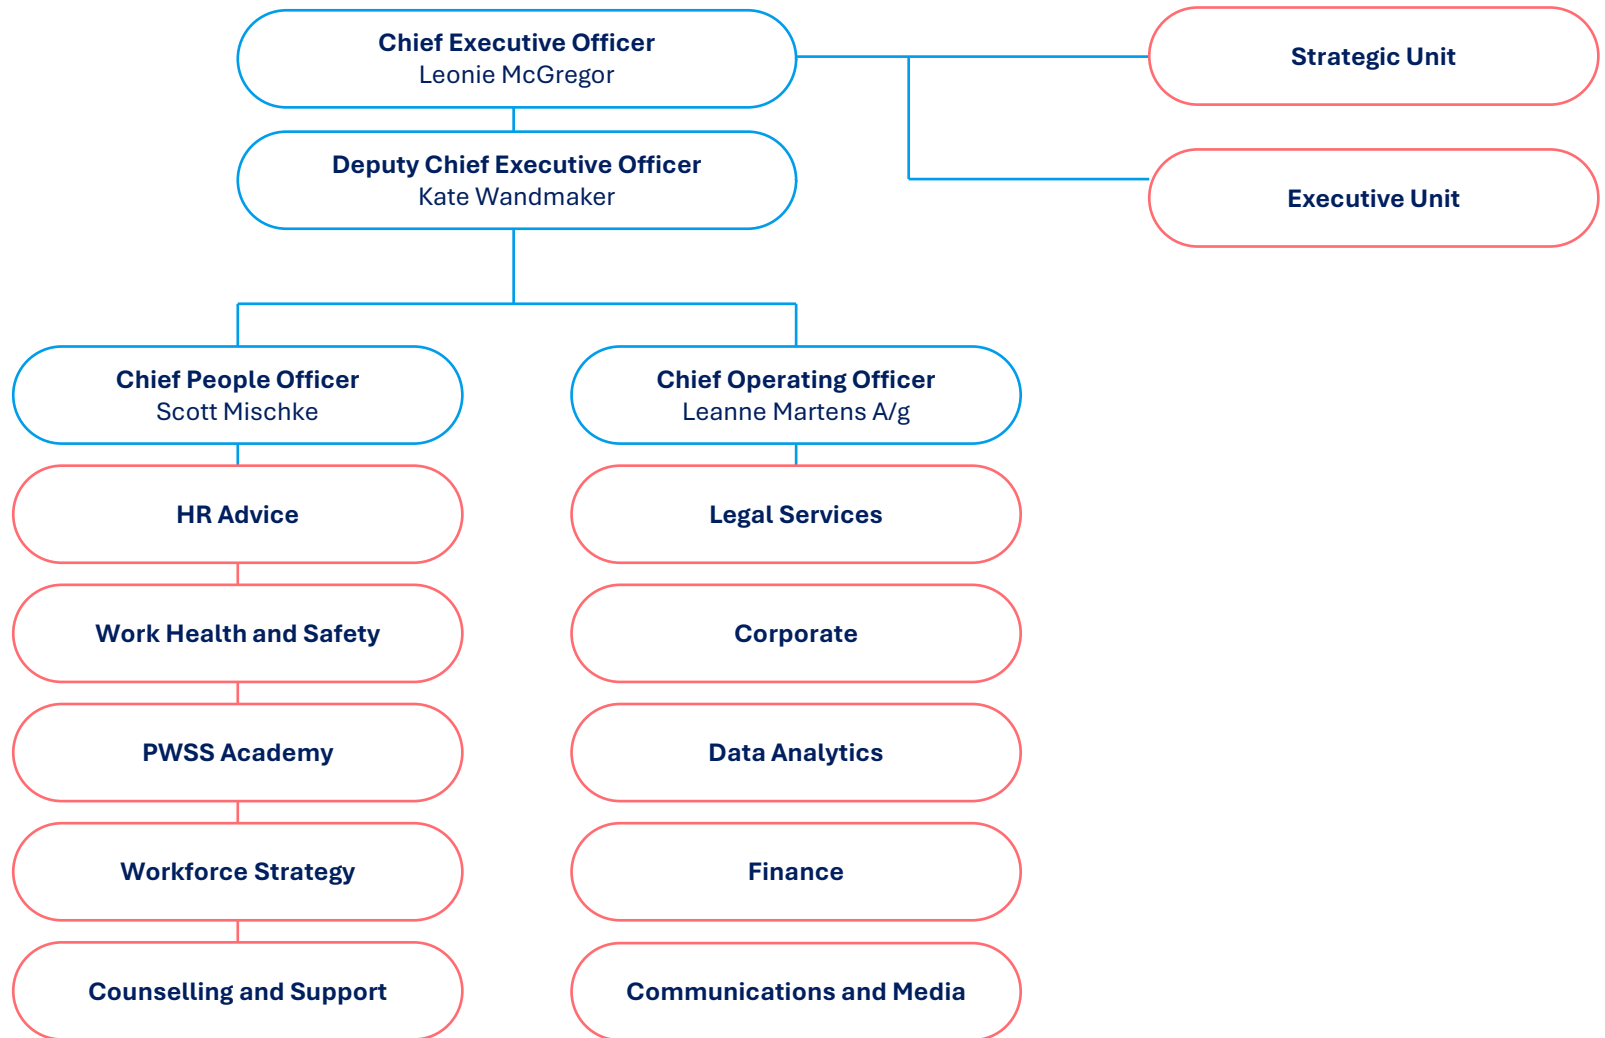 Chief Executive Officer
Leonie McGregor
Strategic Unit
Deputy Chief Executive Officer
Kate Wandmaker
Executive Unit
Chief People Officer
Scott Mischke
Chief Operating Officer
Leanne Martens A/g
HR Advice
Legal Services
Work Health and Safety
Corporate
PWSS Academy
Data Analytics
Workforce Strategy
Finance
Counselling and Support
Communications and Media